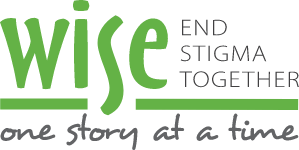 wise
END
STIGMA
TOGETHER
one story at a time